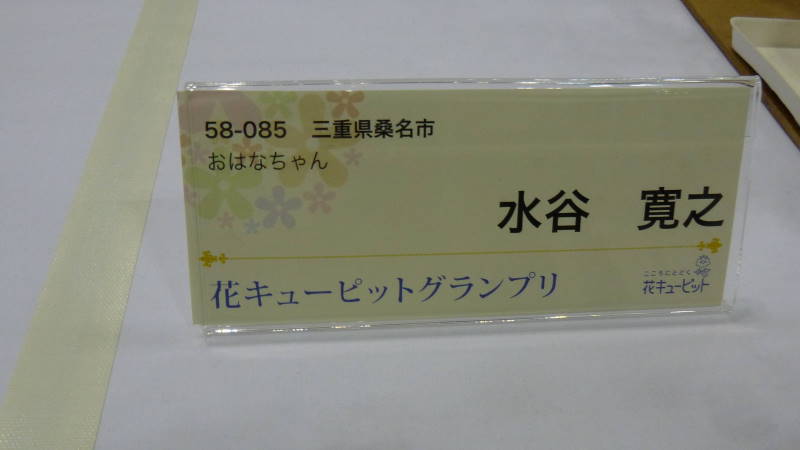 58-085　三重県桑名市
おはなちゃん
水谷　寛之
花キューピットグランプリ
こころにとどく
花キューピット